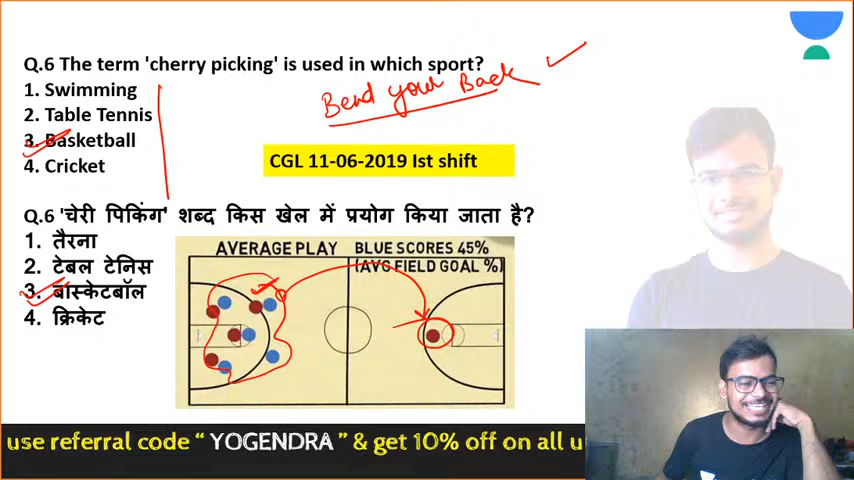 Q.6 The term 'cherry picking' is used in which sport?
1. Swimming
2. Table Tennis
3. Basketball
4. Cricket
Bend your Back
CGL 11-06-2019 Ist shift
Q.6 'चेरी पिकिंग' शब्द किस खेल में प्रयोग किया जाता है?
1. तैरना
2. टेबल टेनिस
3. बास्केटबॉल
4. क्रिकेट
AVERAGE PLAY BLUE SCORES 45%
(AVG FIELD GOAL %)
use referral code “ YOGENDRA ” & get 10% off on all u